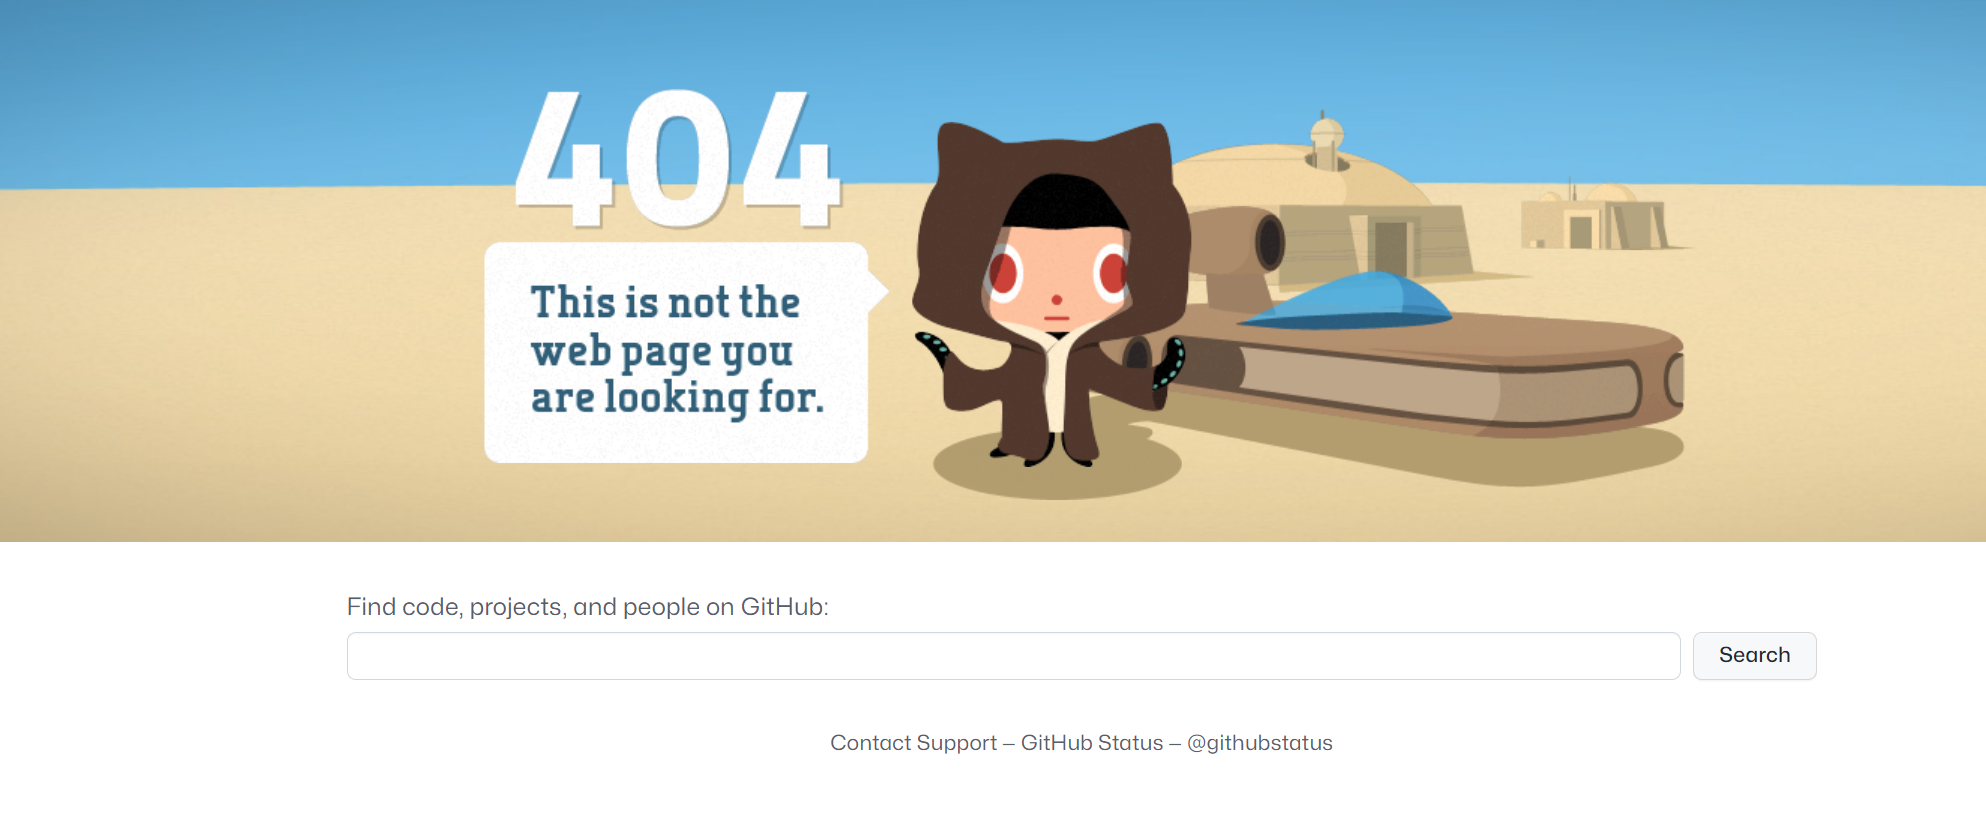 404
This is not the
web page you
are looking for.
Find code, projects, and people on GitHub:
Search
Contact Support — GitHub Status — @githubstatus